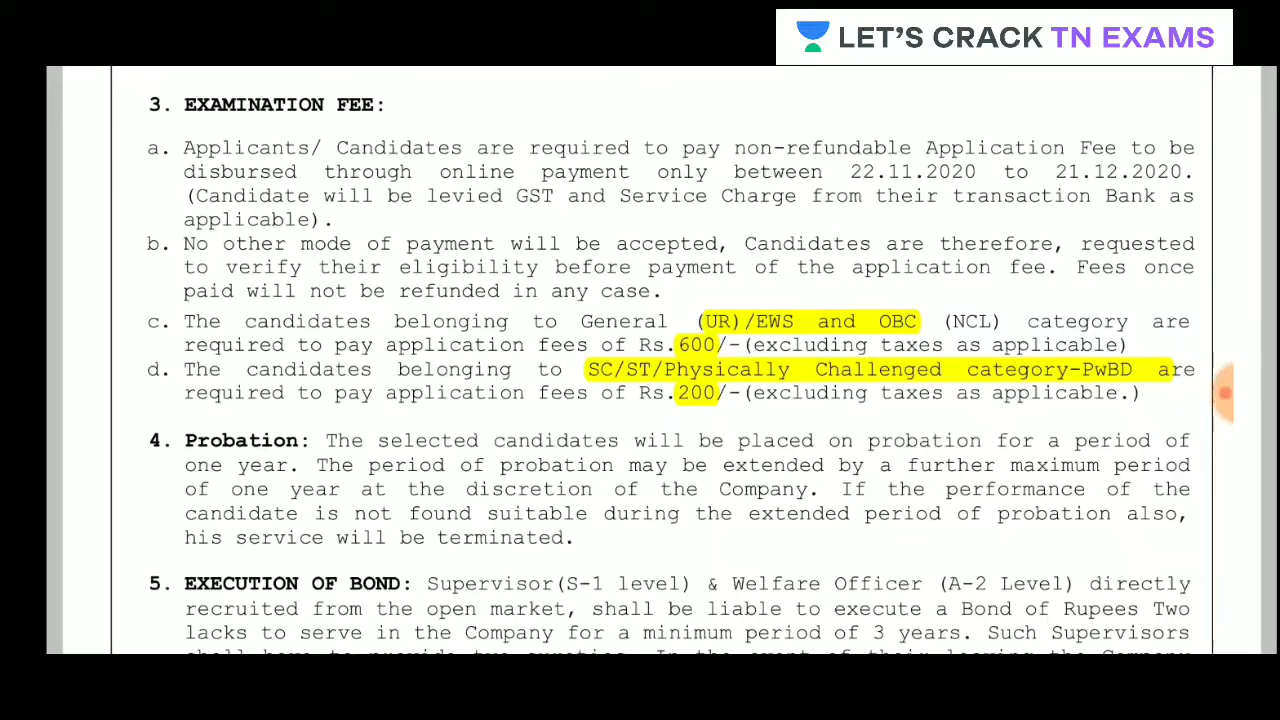 LET'S CRACK TN EXAMS
3. EXAMINATION FEE:
a. Applicants/ Candidates are required to pay non-refundable Application Fee to be
disbursed through online payment only between 22.11.2020 to 21.12.2020.
(Candidate will be levied GST and Service Charge from their transaction Bank as
applicable).
b. No other mode of payment will be accepted, Candidates are therefore, requested
to verify their eligibility before payment of the application fee. Fees once
paid will not be refunded in any case.
c. The candidates belonging to General (UR)/EWS and OBC (NCL) category are
required to pay application fees of Rs.600/-(excluding taxes as applicable)
d. The candidates belonging to SC/ST/Physically Challenged category-PwBD are
required to pay application fees of Rs.200/-(excluding taxes as applicable.)
4. Probation: The selected candidates will be placed on probation for a period of
one year. The period of probation may be extended by a further maximum period
of one year at the discretion of the Company. If the performance of the
candidate is not found suitable during the extended period of probation also,
his service will be terminated.
5. EXECUTION OF BOND: Supervisor(S-1 level) & Welfare Officer (A-2 Level) directly
recruited from the open market, shall be liable to execute a Bond of Rupees Two
lacks to serve in the Company for a minimum period of 3 years. Such Supervisors